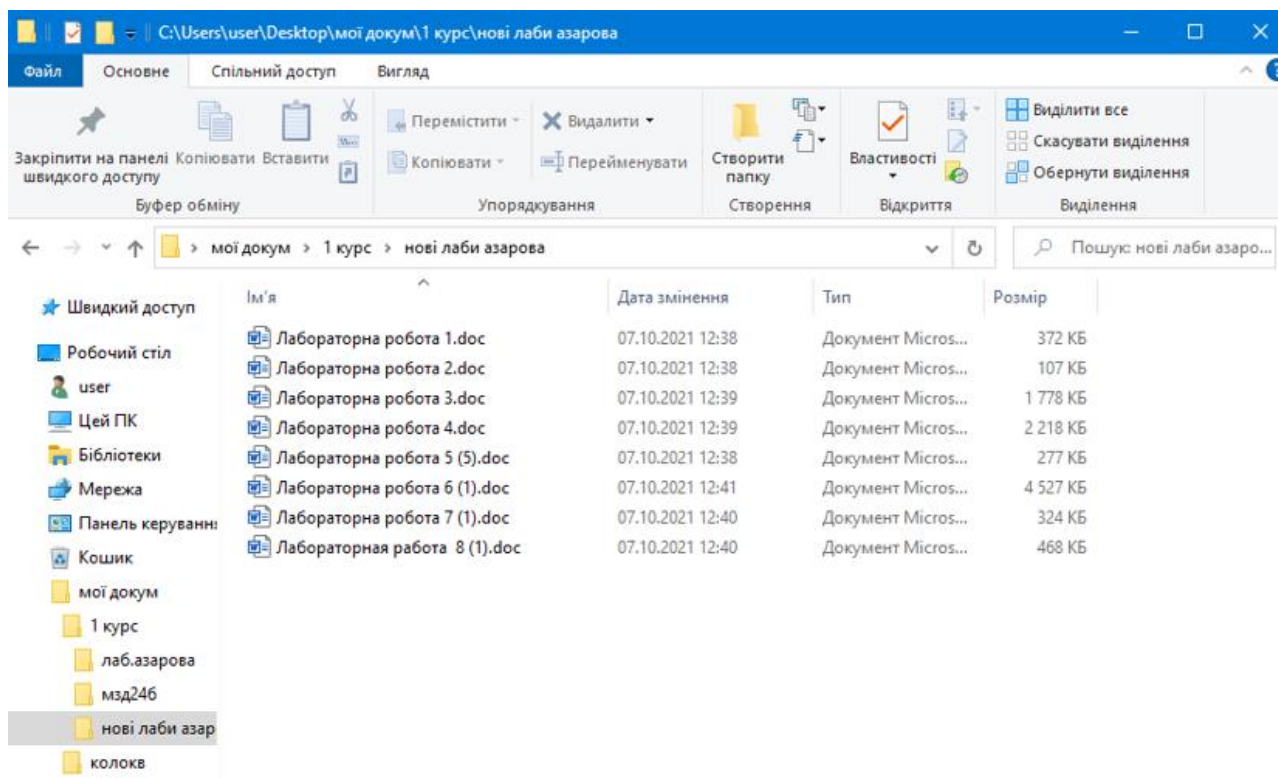 C:\Users\user\Desktop\мої докум\1 курс\нові лаби азарова
Файл Основне Спільний доступ Вигляд
Закріпити на панелі швидкого доступу
Копіювати
Вставити
Перемістити
Копіювати
Видалити
Перейменувати
Створити папку
Властивості
Виділити все
Скасувати виділення
Обернути виділення
Буфер обміну Упорядкування Створення Відкриття Виділення
мої докум > 1 курс > нові лаби азарова
Пошук: нові лаби азаро...
Швидкий доступ
Робочий стіл
user
Цей ПК
Бібліотеки
Мережа
Панель керуванн
Кошик
мої докум
1 курс
лаб.азарова
мзд246
нові лаби азар
колокв
Ім'я Дата змінення Тип Розмір
Лабораторна робота 1.doc 07.10.2021 12:38 Документ Micros... 372 КБ
Лабораторна робота 2.doc 07.10.2021 12:38 Документ Micros... 107 КБ
Лабораторна робота 3.doc 07.10.2021 12:39 Документ Micros... 1 778 КБ
Лабораторна робота 4.doc 07.10.2021 12:39 Документ Micros... 2 218 КБ
Лабораторна робота 5 (5).doc 07.10.2021 12:38 Документ Micros... 277 КБ
Лабораторна робота 6 (1).doc 07.10.2021 12:41 Документ Micros... 4 527 КБ
Лабораторна робота 7 (1).doc 07.10.2021 12:40 Документ Micros... 324 КБ
Лабораторная работа  8 (1).doc 07.10.2021 12:40 Документ Micros... 468 КБ